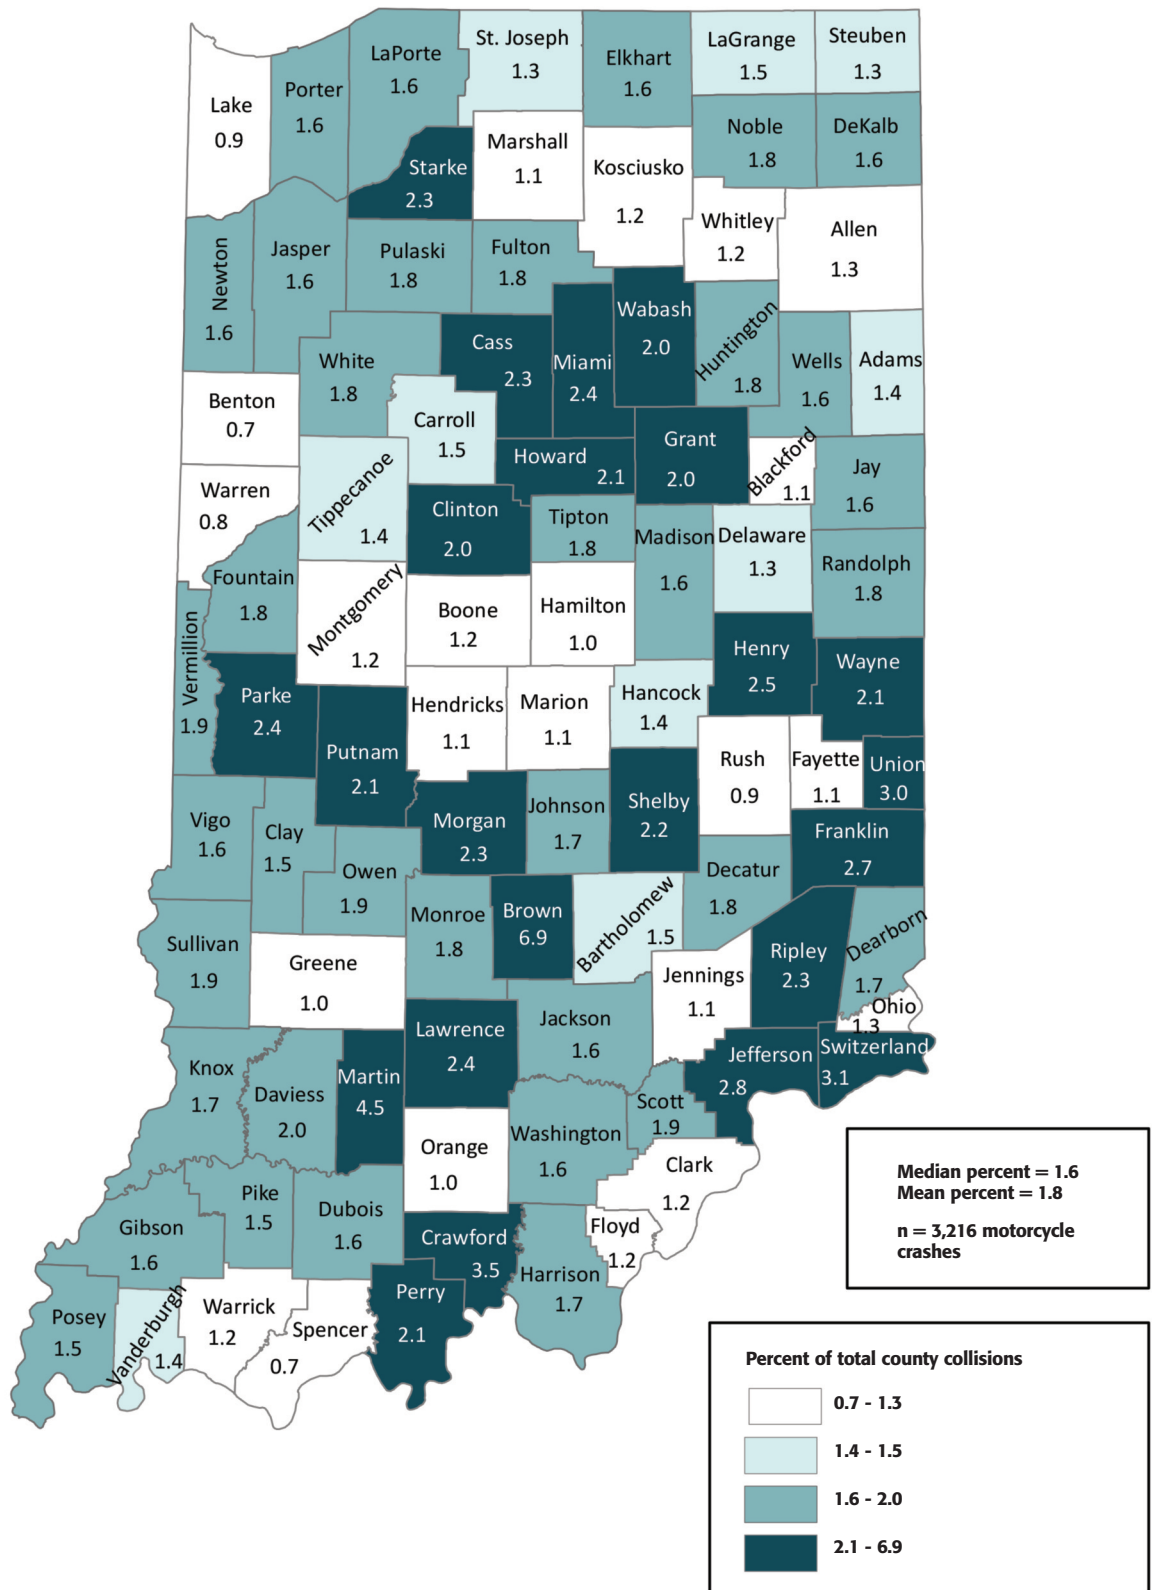 St. Joseph
1.3
LaPorte
1.6
Elkhart
1.6
LaGrange
1.5
Steuben
1.3
Porter
1.6
Lake
0.9
Noble
1.8
DeKalb
1.6
Marshall
1.1
Starke
2.3
Kosciusko
1.2
Whitley
1.2
Allen
1.3
Newton
1.6
Jasper
1.6
Pulaski
1.8
Fulton
1.8
Wabash
2.0
Huntington
1.8
Cass
2.3
Miami
2.4
White
1.8
Wells
1.6
Adams
1.4
Benton
0.7
Carroll
1.5
Howard
2.1
Grant
2.0
Blackford
1.1
Jay
1.6
Warren
0.8
Tippecanoe
1.4
Clinton
2.0
Tipton
1.8
Madison
1.6
Delaware
1.3
Randolph
1.8
Fountain
1.8
Montgomery
1.2
Boone
1.2
Hamilton
1.0
Vermillion
1.9
Parke
2.4
Henry
2.5
Wayne
2.1
Hendricks
1.1
Marion
1.1
Hancock
1.4
Putnam
2.1
Rush
0.9
Fayette
1.1
Union
3.0
Vigo
1.6
Clay
1.5
Morgan
2.3
Johnson
1.7
Shelby
2.2
Franklin
2.7
Owen
1.9
Decatur
1.8
Monroe
1.8
Brown
6.9
Bartholomew
1.5
Sullivan
1.9
Greene
1.0
Jennings
1.1
Ripley
2.3
Dearborn
1.7
Ohio
1.3
Lawrence
2.4
Jackson
1.6
Jefferson
2.8
Switzerland
3.1
Knox
1.7
Daviess
2.0
Martin
4.5
Scott
1.9
Orange
1.0
Washington
1.6
Clark
1.2
Gibson
1.6
Pike
1.5
Dubois
1.6
Crawford
3.5
Floyd
1.2
Harrison
1.7
Posey
1.5
Vanderburgh
1.4
Warrick
1.2
Spencer
0.7
Perry
2.1
Median percent = 1.6
Mean percent = 1.8
n = 3,216 motorcycle
crashes
Percent of total county collisions
0.7 - 1.3
1.4 - 1.5
1.6 - 2.0
2.1 - 6.9